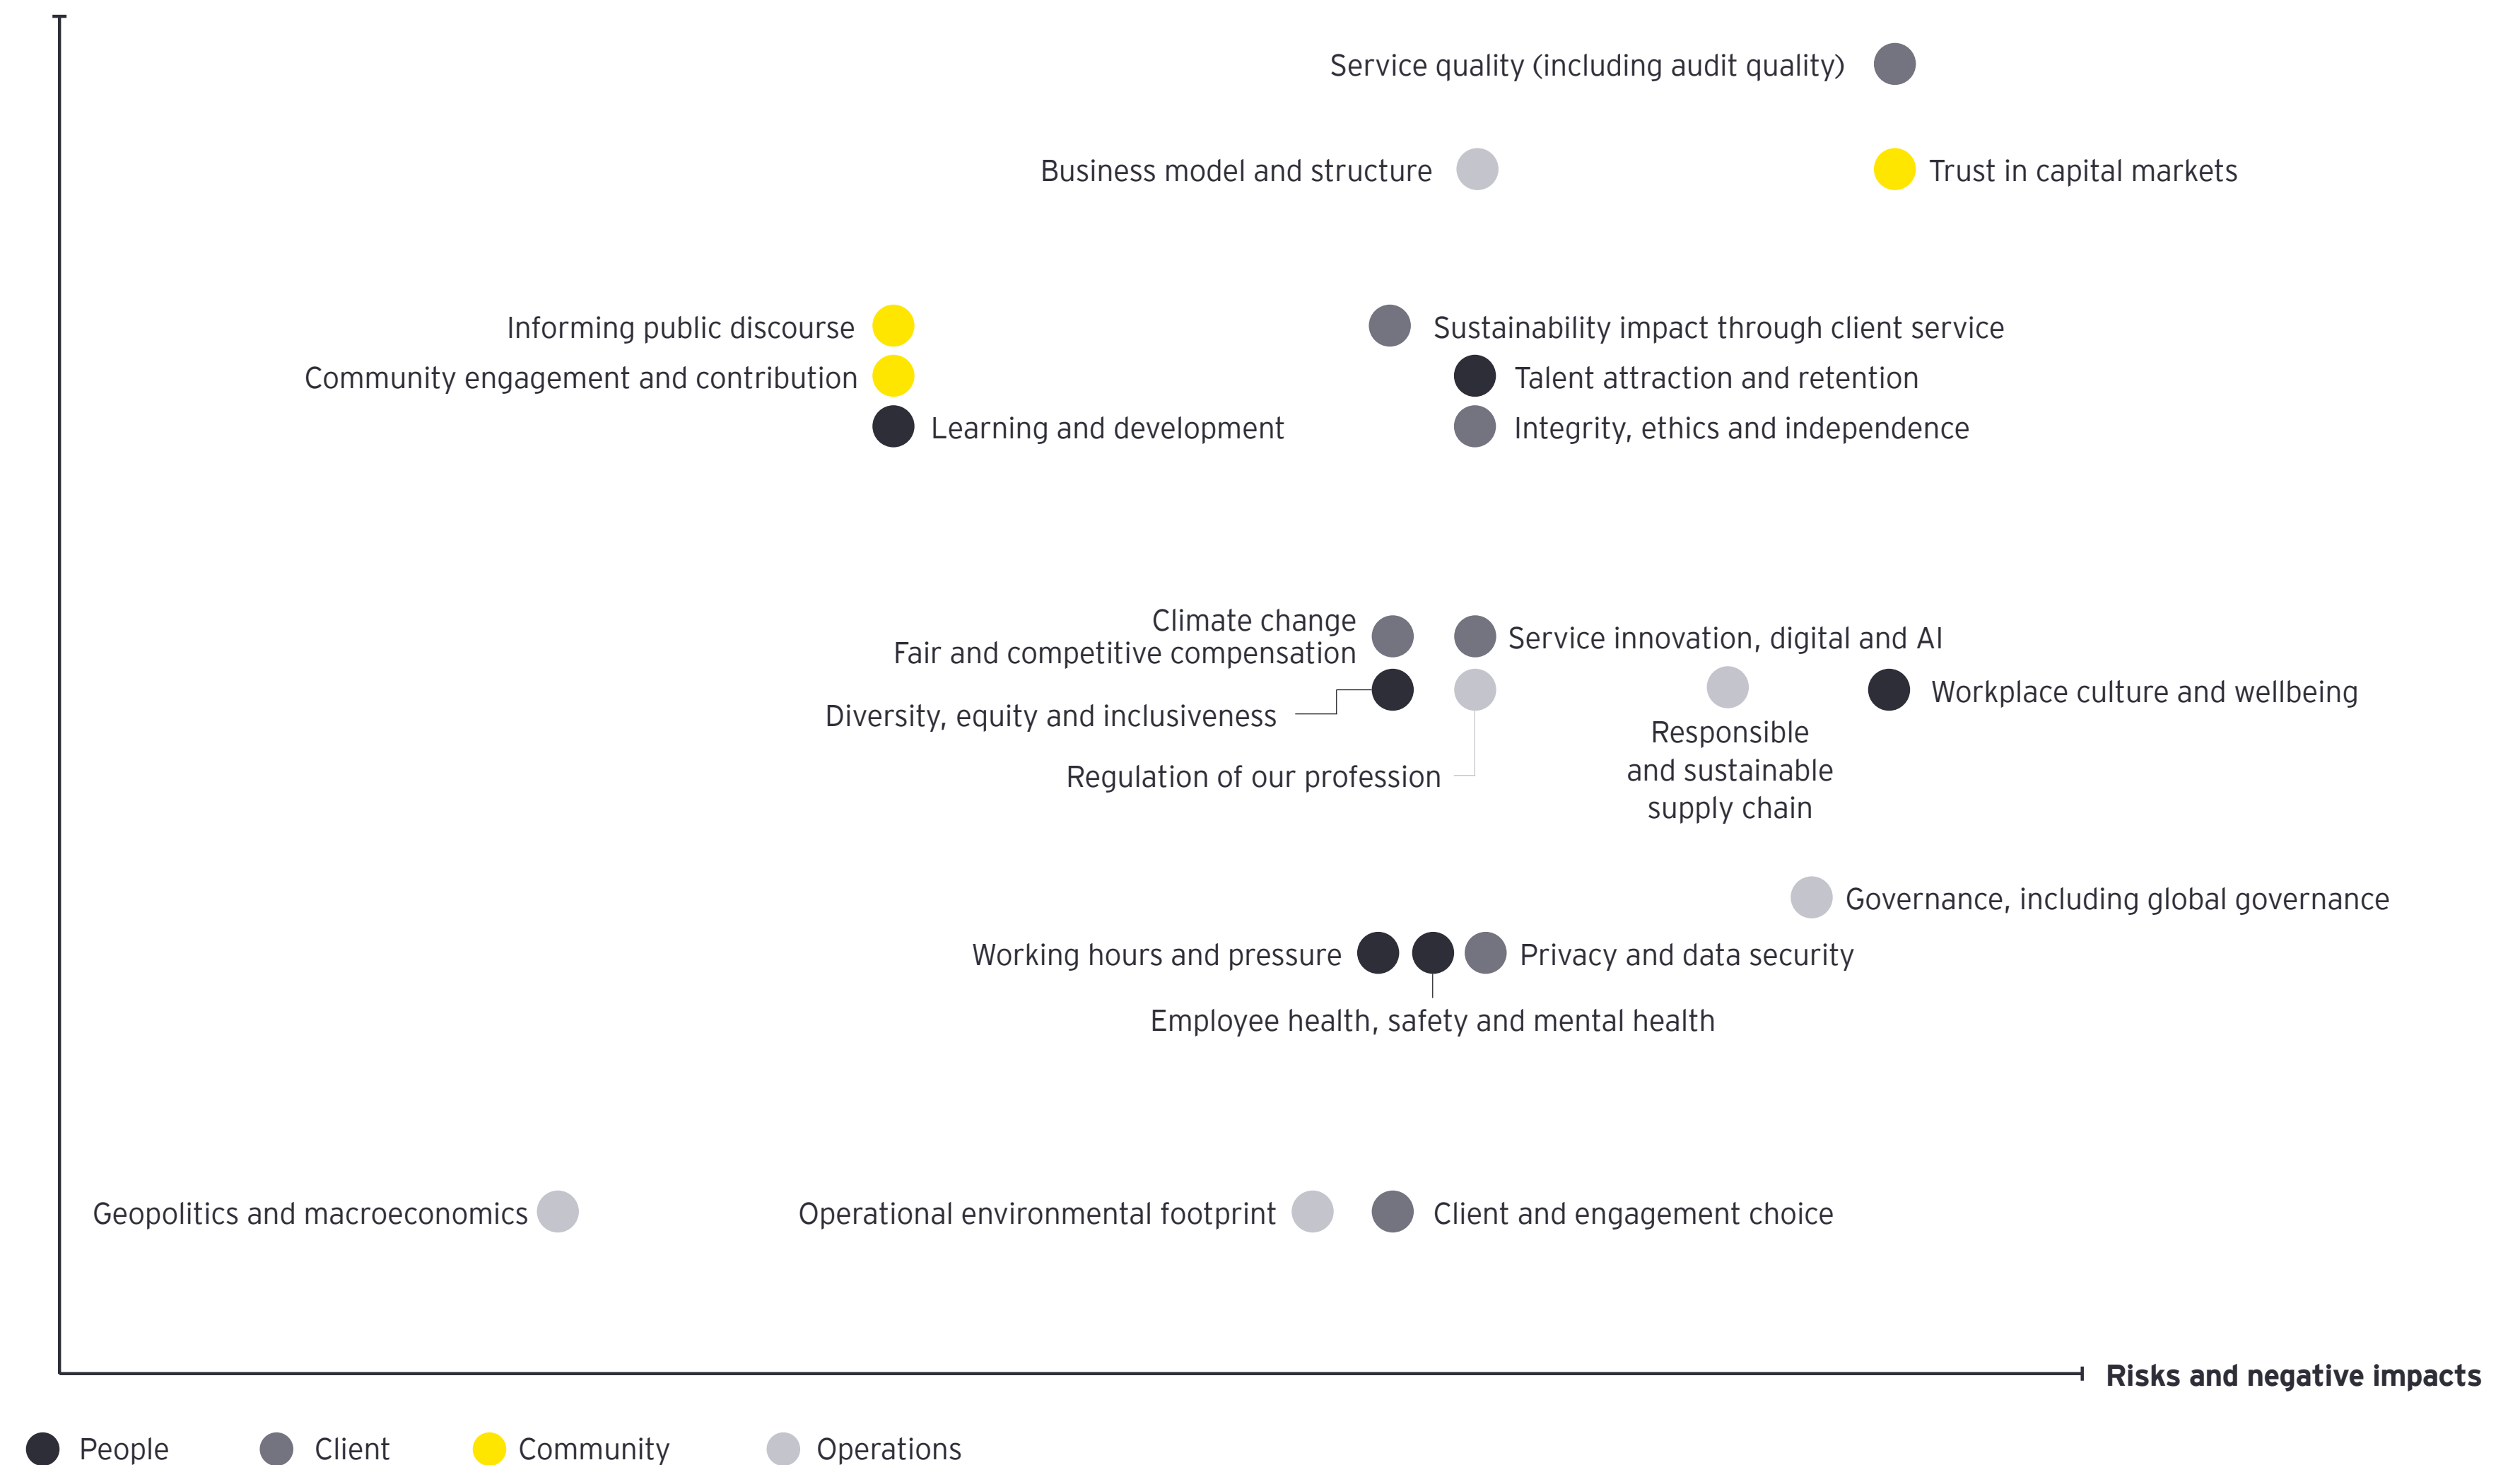 Service quality (including audit quality)
Business model and structure
Trust in capital markets
Informing public discourse
Sustainability impact through client service
Community engagement and contribution
Talent attraction and retention
Learning and development
Integrity, ethics and independence
Climate change
Service innovation, digital and AI
Fair and competitive compensation
Workplace culture and wellbeing
Diversity, equity and inclusiveness
Responsible
and sustainable
supply chain
Regulation of our profession
Governance, including global governance
Working hours and pressure
Privacy and data security
Employee health, safety and mental health
Geopolitics and macroeconomics
Operational environmental footprint
Client and engagement choice
Risks and negative impacts
People
Client
Community
Operations